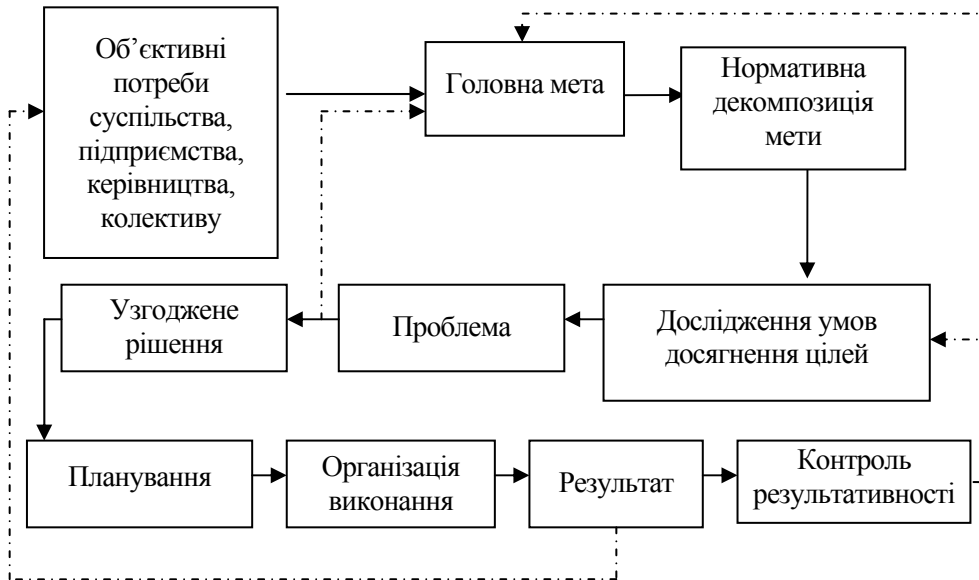 Об’єктивні
потреби
суспільства,
підприємства,
керівництва,
колективу
Головна мета
Нормативна
декомпозиція
мети
Узгоджене
рішення
Проблема
Дослідження умов
досягнення цілей
Планування
Організація
виконання
Результат
Контроль
результативності